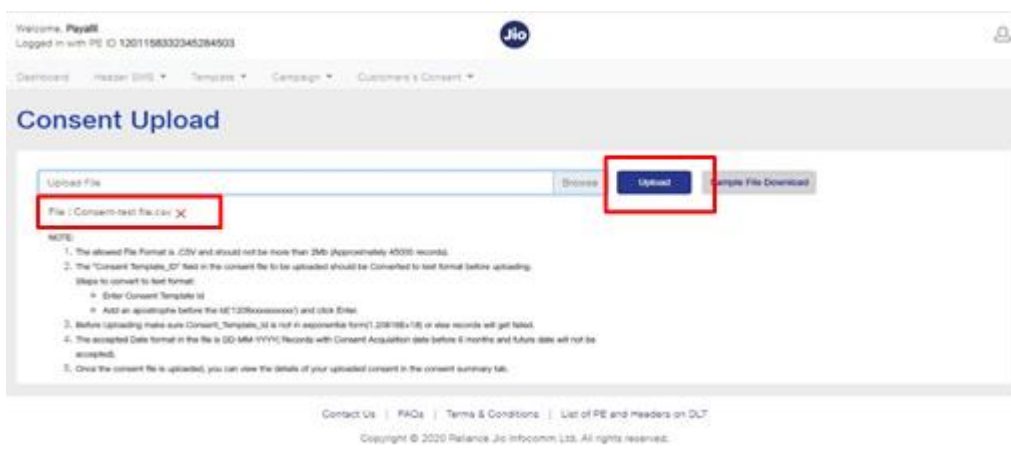 Welcome, Payalll
Logged in with PE ID 1201158332345284503
Jio
Dashboard Header SMS Template Campaign Customer's Consent
Consent Upload
Upload File Browse Upload Sample File Download
File : Consent-test file.csv X
NOTE:
1. The allowed File Format is .CSV and should not be more than 2Mb (Approximately 45000 records).
2. The "Consent Template_ID" field in the consent file to be uploaded should be Converted to text format before uploading.
Steps to convert to text format:
Enter Consent Template Id
Add an apostrophe before the id and click Enter.
3. Before Uploading make sure Consent_Template_Id is not in exponential form or else records will get failed.
4. The accepted Date format in the file is DD-MM-YYYY( Records with Consent Acquisition date before 6 months and future date will not be
accepted).
5. Once the consent file is uploaded, you can view the details of your uploaded consent in the consent summary tab.
Contact Us | FAQs | Terms & Conditions | List of PE and Headers on DLT
Copyright © 2020 Reliance Jio Infocomm Ltd. All rights reserved.